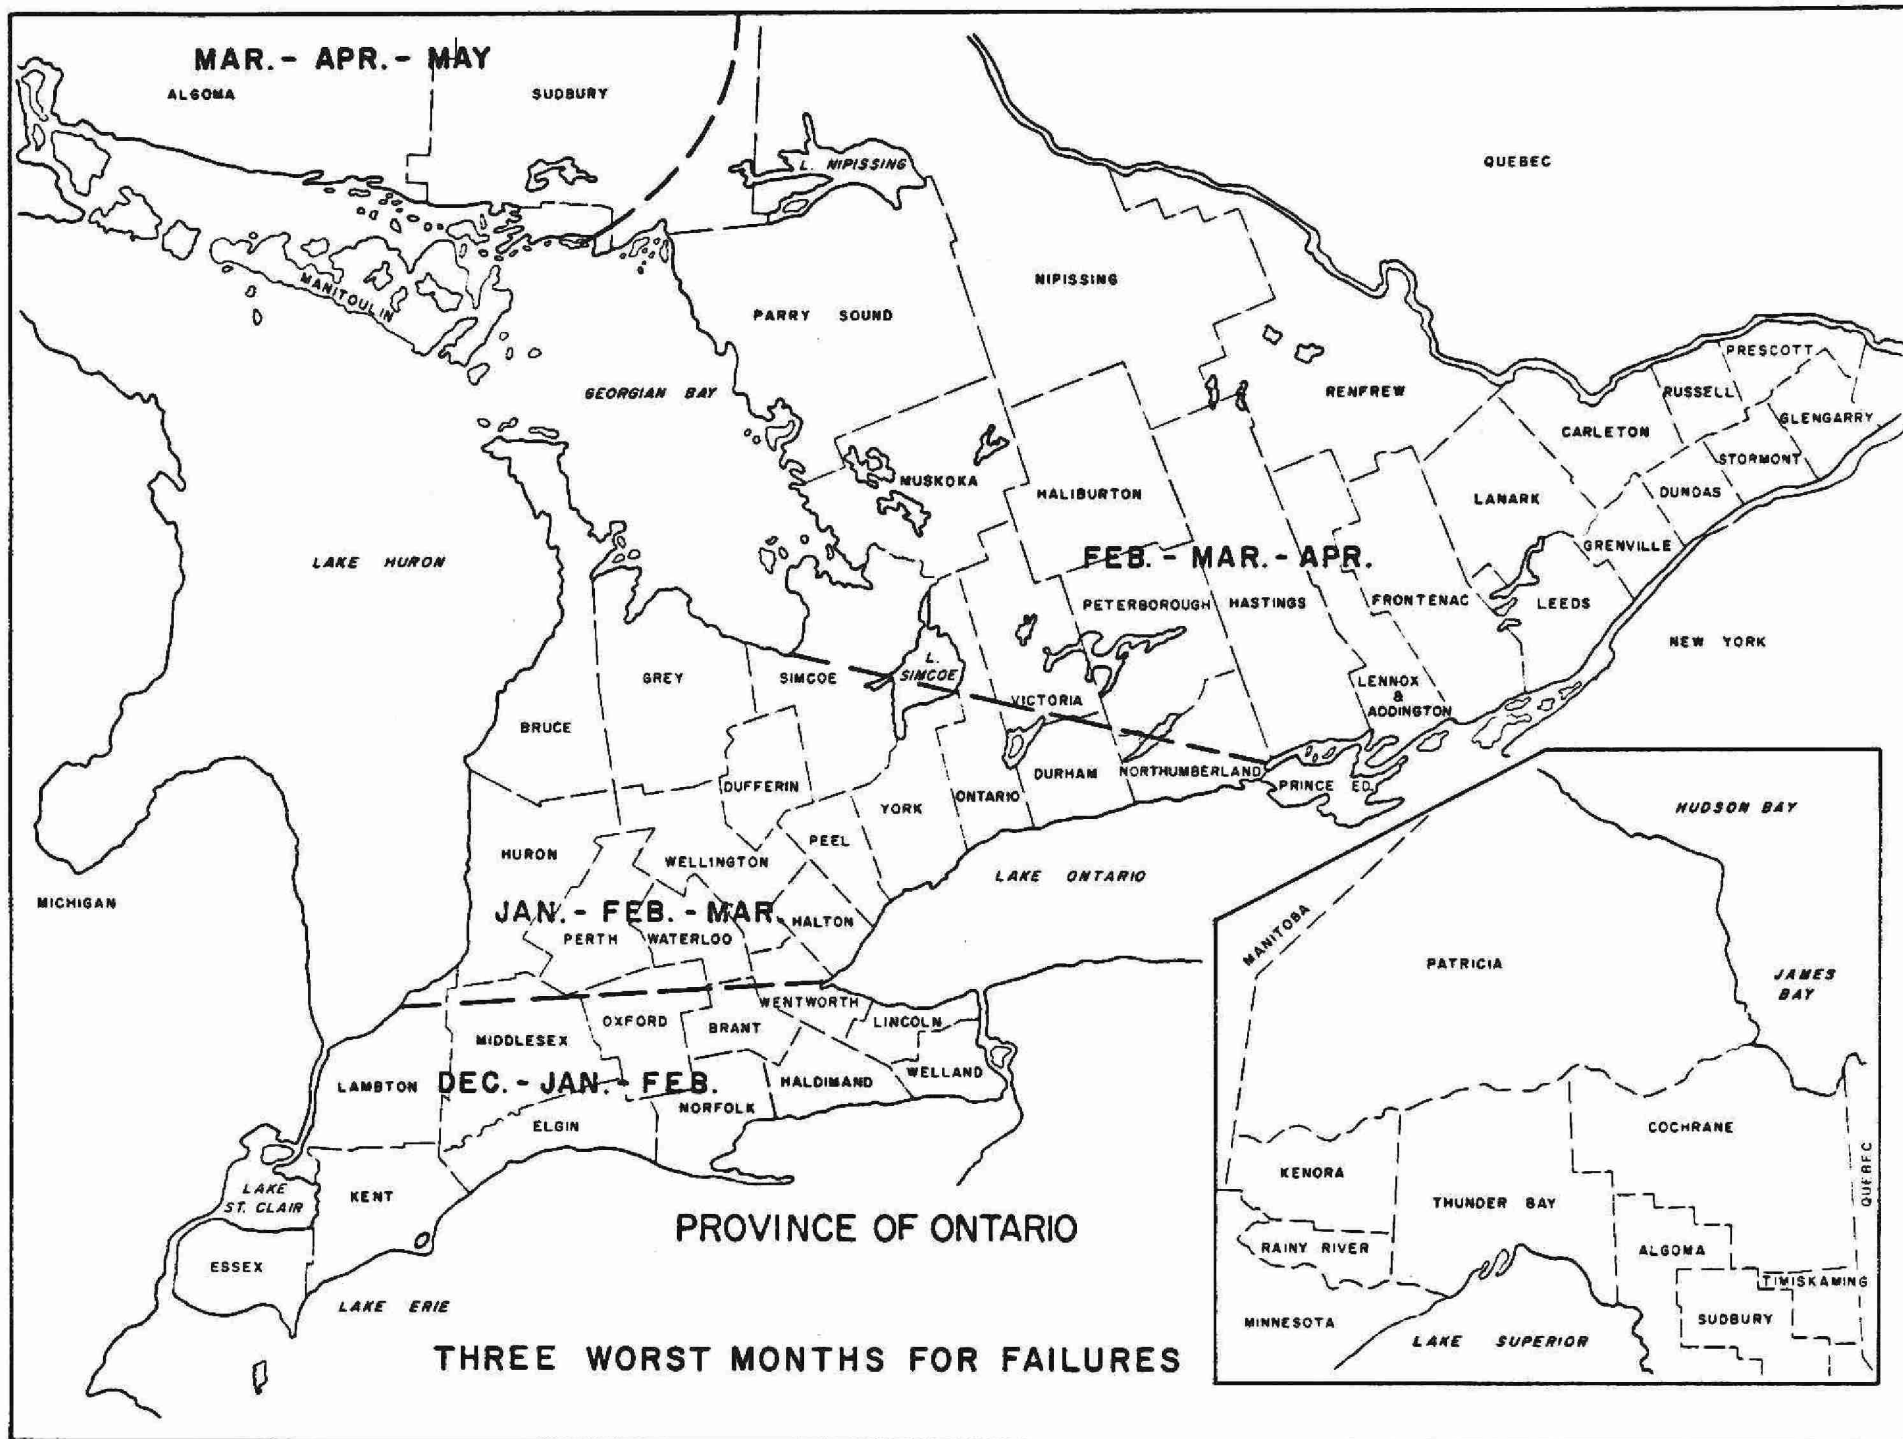 MAR. - APR. - MAY
ALGOMA
SUDBURY
L. NIPISSING
QUEBEC
MANITOULIN
NIPISSING
PARRY SOUND
GEORGIAN BAY
RENFREW
PRESCOTT
RUSSELL
GLENGARRY
CARLETON
STORMONT
MUSKOKA
HALIBURTON
LANARK
DUNDAS
LAKE HURON
FEB. - MAR. - APR.
GRENVILLE
PETERBOROUGH
HASTINGS
FRONTENAC
LEEDS
NEW YORK
GREY
SIMCOE
L.
SIMCOE
VICTORIA
LENNOX
&
ADDINGTON
BRUCE
DUFFERIN
DURHAM
NORTHUMBERLAND
PRINCE ED.
YORK
ONTARIO
HURON
WELLINGTON
PEEL
LAKE ONTARIO
MICHIGAN
JAN. - FEB. - MAR.
HALTON
PERTH
WATERLOO
WENTWORTH
OXFORD
BRANT
LINCOLN
MIDDLESEX
LAMBTON
DEC. - JAN. - FEB.
HALDIMAND
WELLAND
NORFOLK
ELGIN
LAKE
ST. CLAIR
KENT
ESSEX
LAKE ERIE
PROVINCE OF ONTARIO
THREE WORST MONTHS FOR FAILURES
HUDSON BAY
MANITOBA
PATRICIA
JAMES
BAY
COCHRANE
QUEBEC
KENORA
THUNDER BAY
RAINY RIVER
ALGOMA
TIMISKAMING
SUDBURY
MINNESOTA
LAKE SUPERIOR